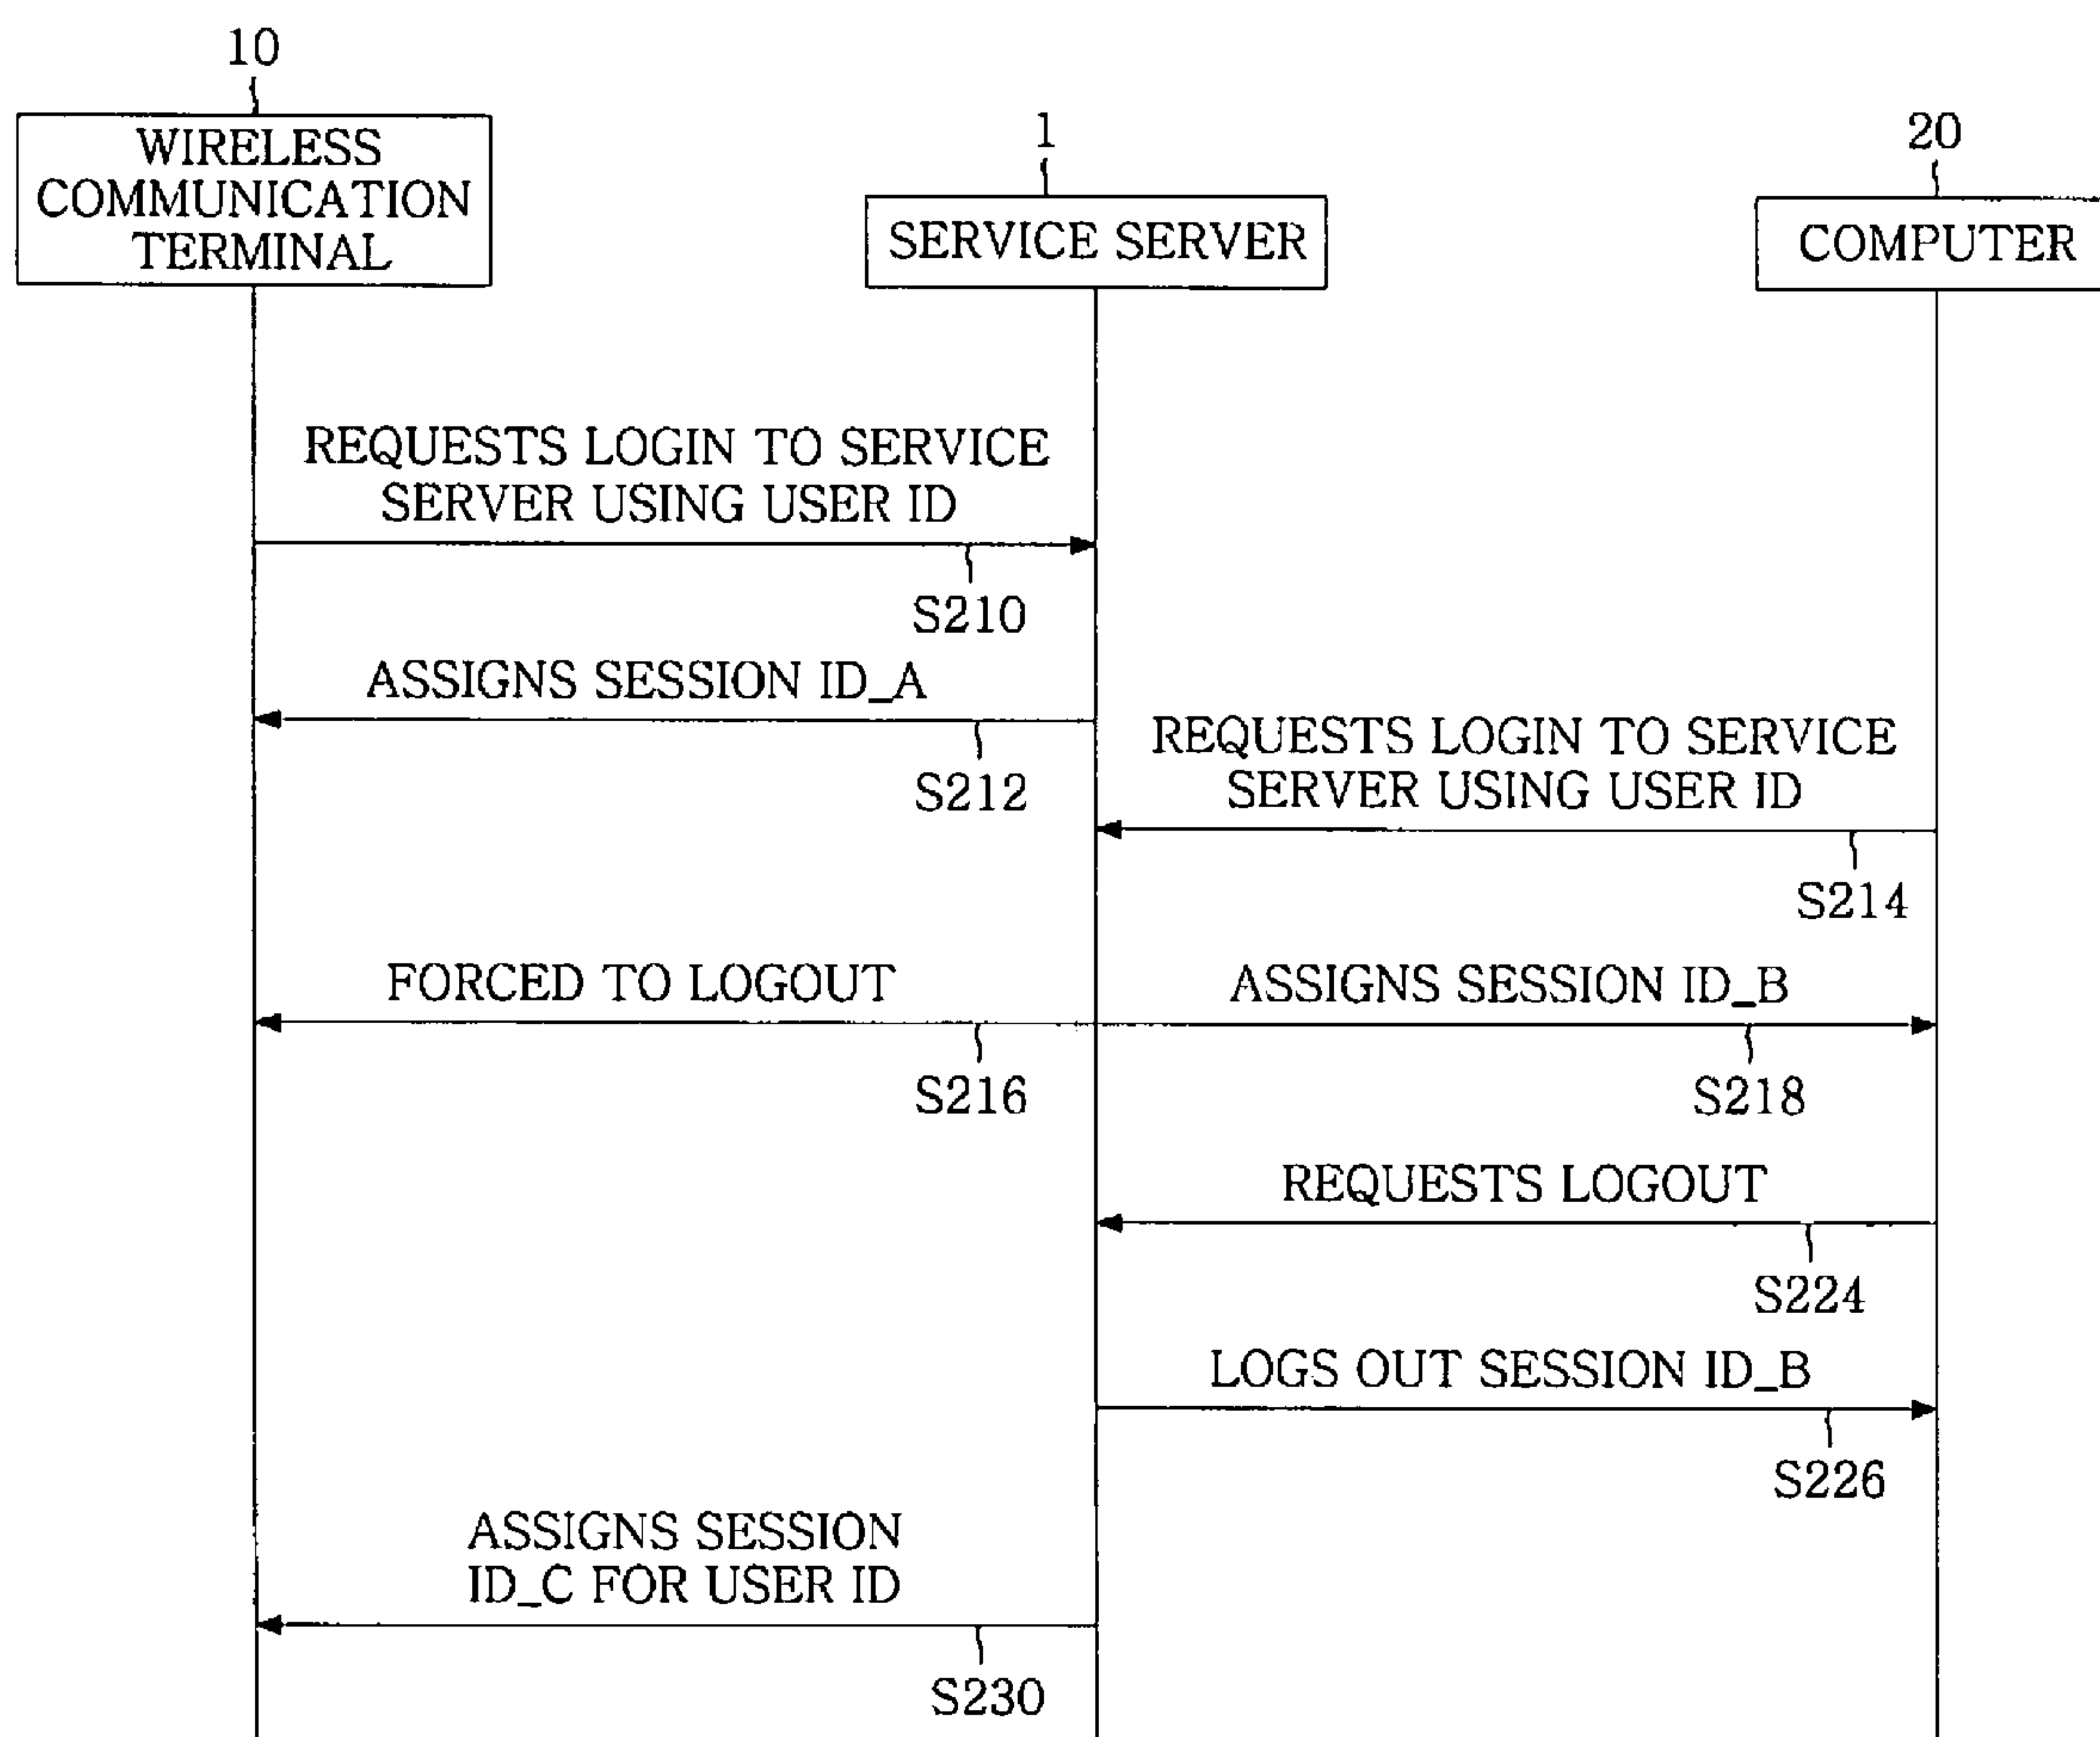 10
WIRELESS
COMMUNICATION
TERMINAL
1
SERVICE SERVER
20
COMPUTER
REQUESTS LOGIN TO SERVICE
SERVER USING USER ID
S210
ASSIGNS SESSION ID_A
S212
REQUESTS LOGIN TO SERVICE
SERVER USING USER ID
S214
FORCED TO LOGOUT
S216
ASSIGNS SESSION ID_B
S218
REQUESTS LOGOUT
S224
LOGS OUT SESSION ID_B
S226
ASSIGNS SESSION
ID_C FOR USER ID
S230